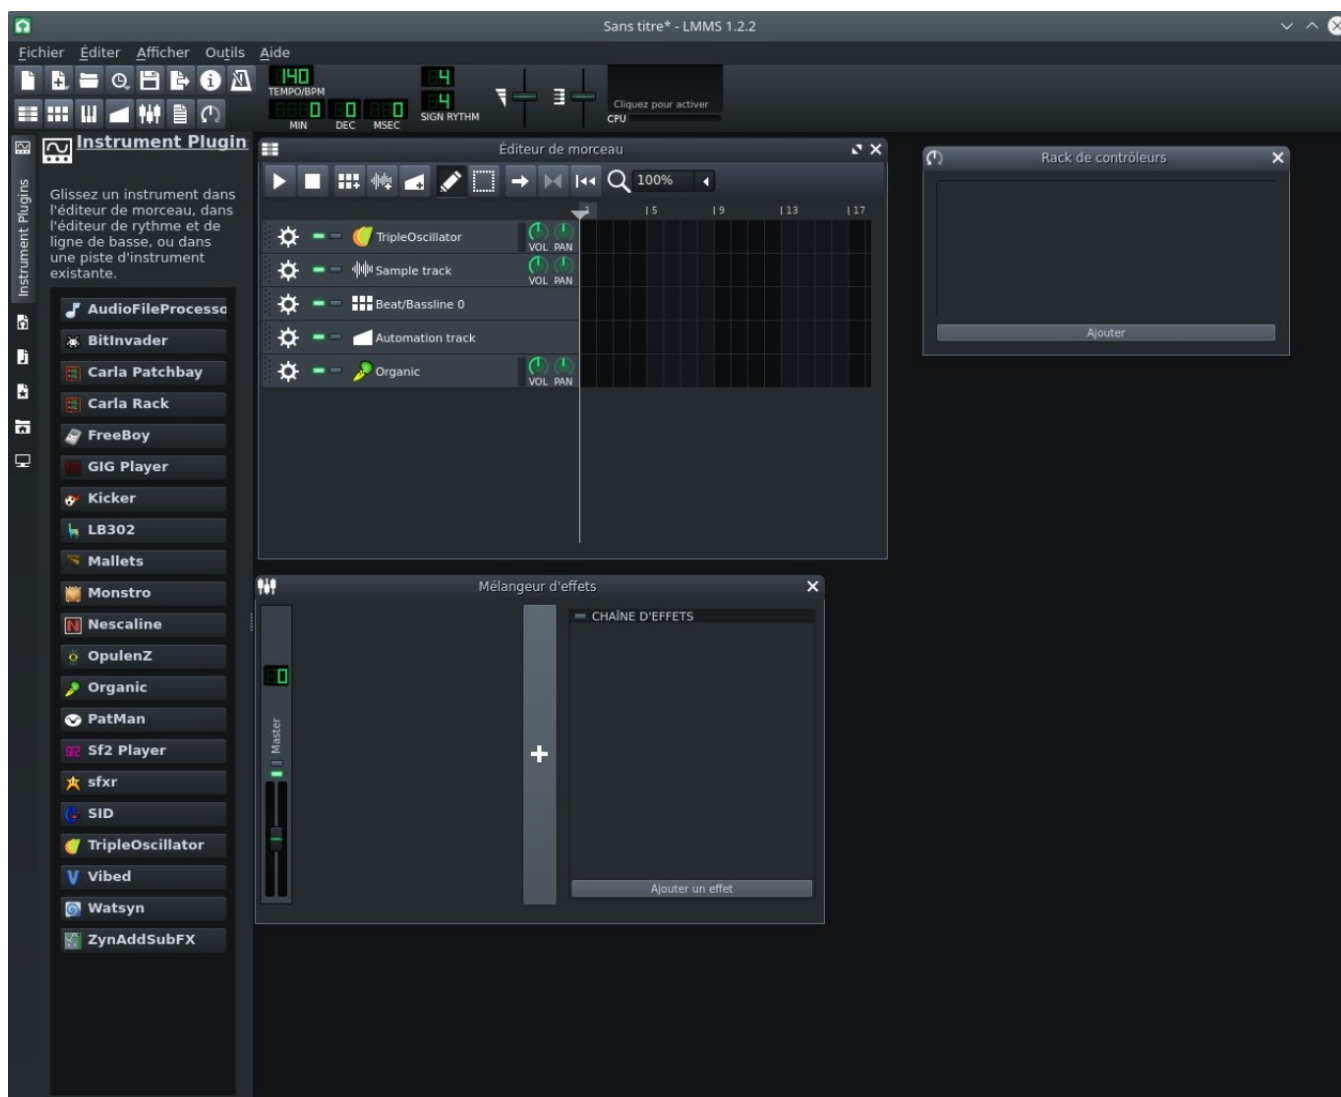 Sans titre* - LMMS 1.2.2
Fichier Éditer Afficher Outils Aide
140
TEMPO/BPM
4
4
SIGN RYTHM
0 0 0
MIN DEC MSEC
Cliquez pour activer
CPU
Instrument Plugins
Instrument Plugin
Glissez un instrument dans
l'éditeur de morceau, dans
l'éditeur de rythme et de
ligne de basse, ou dans
une piste d'instrument
existante.
AudioFileProcesso
BitInvader
Carla Patchbay
Carla Rack
FreeBoy
GIG Player
Kicker
LB302
Mallets
Monstro
Nescaline
OpulenZ
Organic
PatMan
Sf2 Player
sfxr
SID
TripleOscillator
Vibed
Watsyn
ZynAddSubFX
Éditeur de morceau
100%
1 5 9 13 17
TripleOscillator VOL PAN
Sample track VOL PAN
Beat/Bassline 0
Automation track
Organic VOL PAN
Rack de contrôleurs
Ajouter
Mélangeur d'effets
0
Master
CHAÎNE D'EFFETS
Ajouter un effet